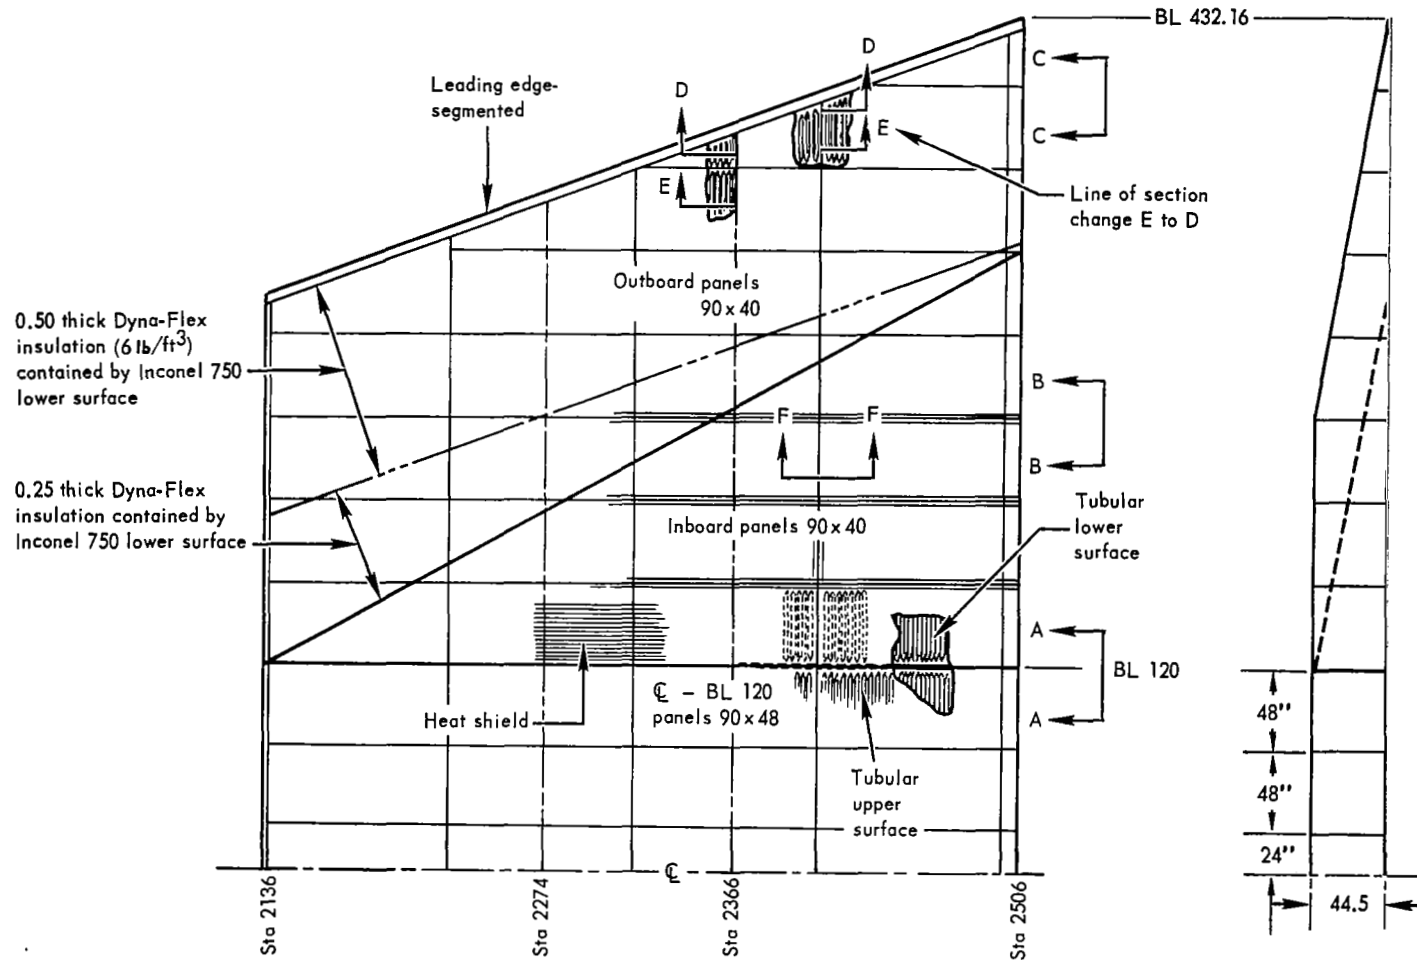 BL 432.16
D
C
Leading edge-
segmented
D
E
C
E
Line of section
change E to D
Outboard panels
90 x 40
0.50 thick Dyna-Flex
insulation (6 lb/ft³)
contained by Inconel 750
lower surface
B
F
F
B
0.25 thick Dyna-Flex
insulation contained by
Inconel 750 lower surface
Inboard panels 90 x 40
Tubular
lower
surface
A
BL 120
℄ - BL 120
panels 90 x 48
Heat shield
A
48"
Tubular
upper
surface
48"
24"
℄
Sta 2136
Sta 2274
Sta 2366
Sta 2506
44.5